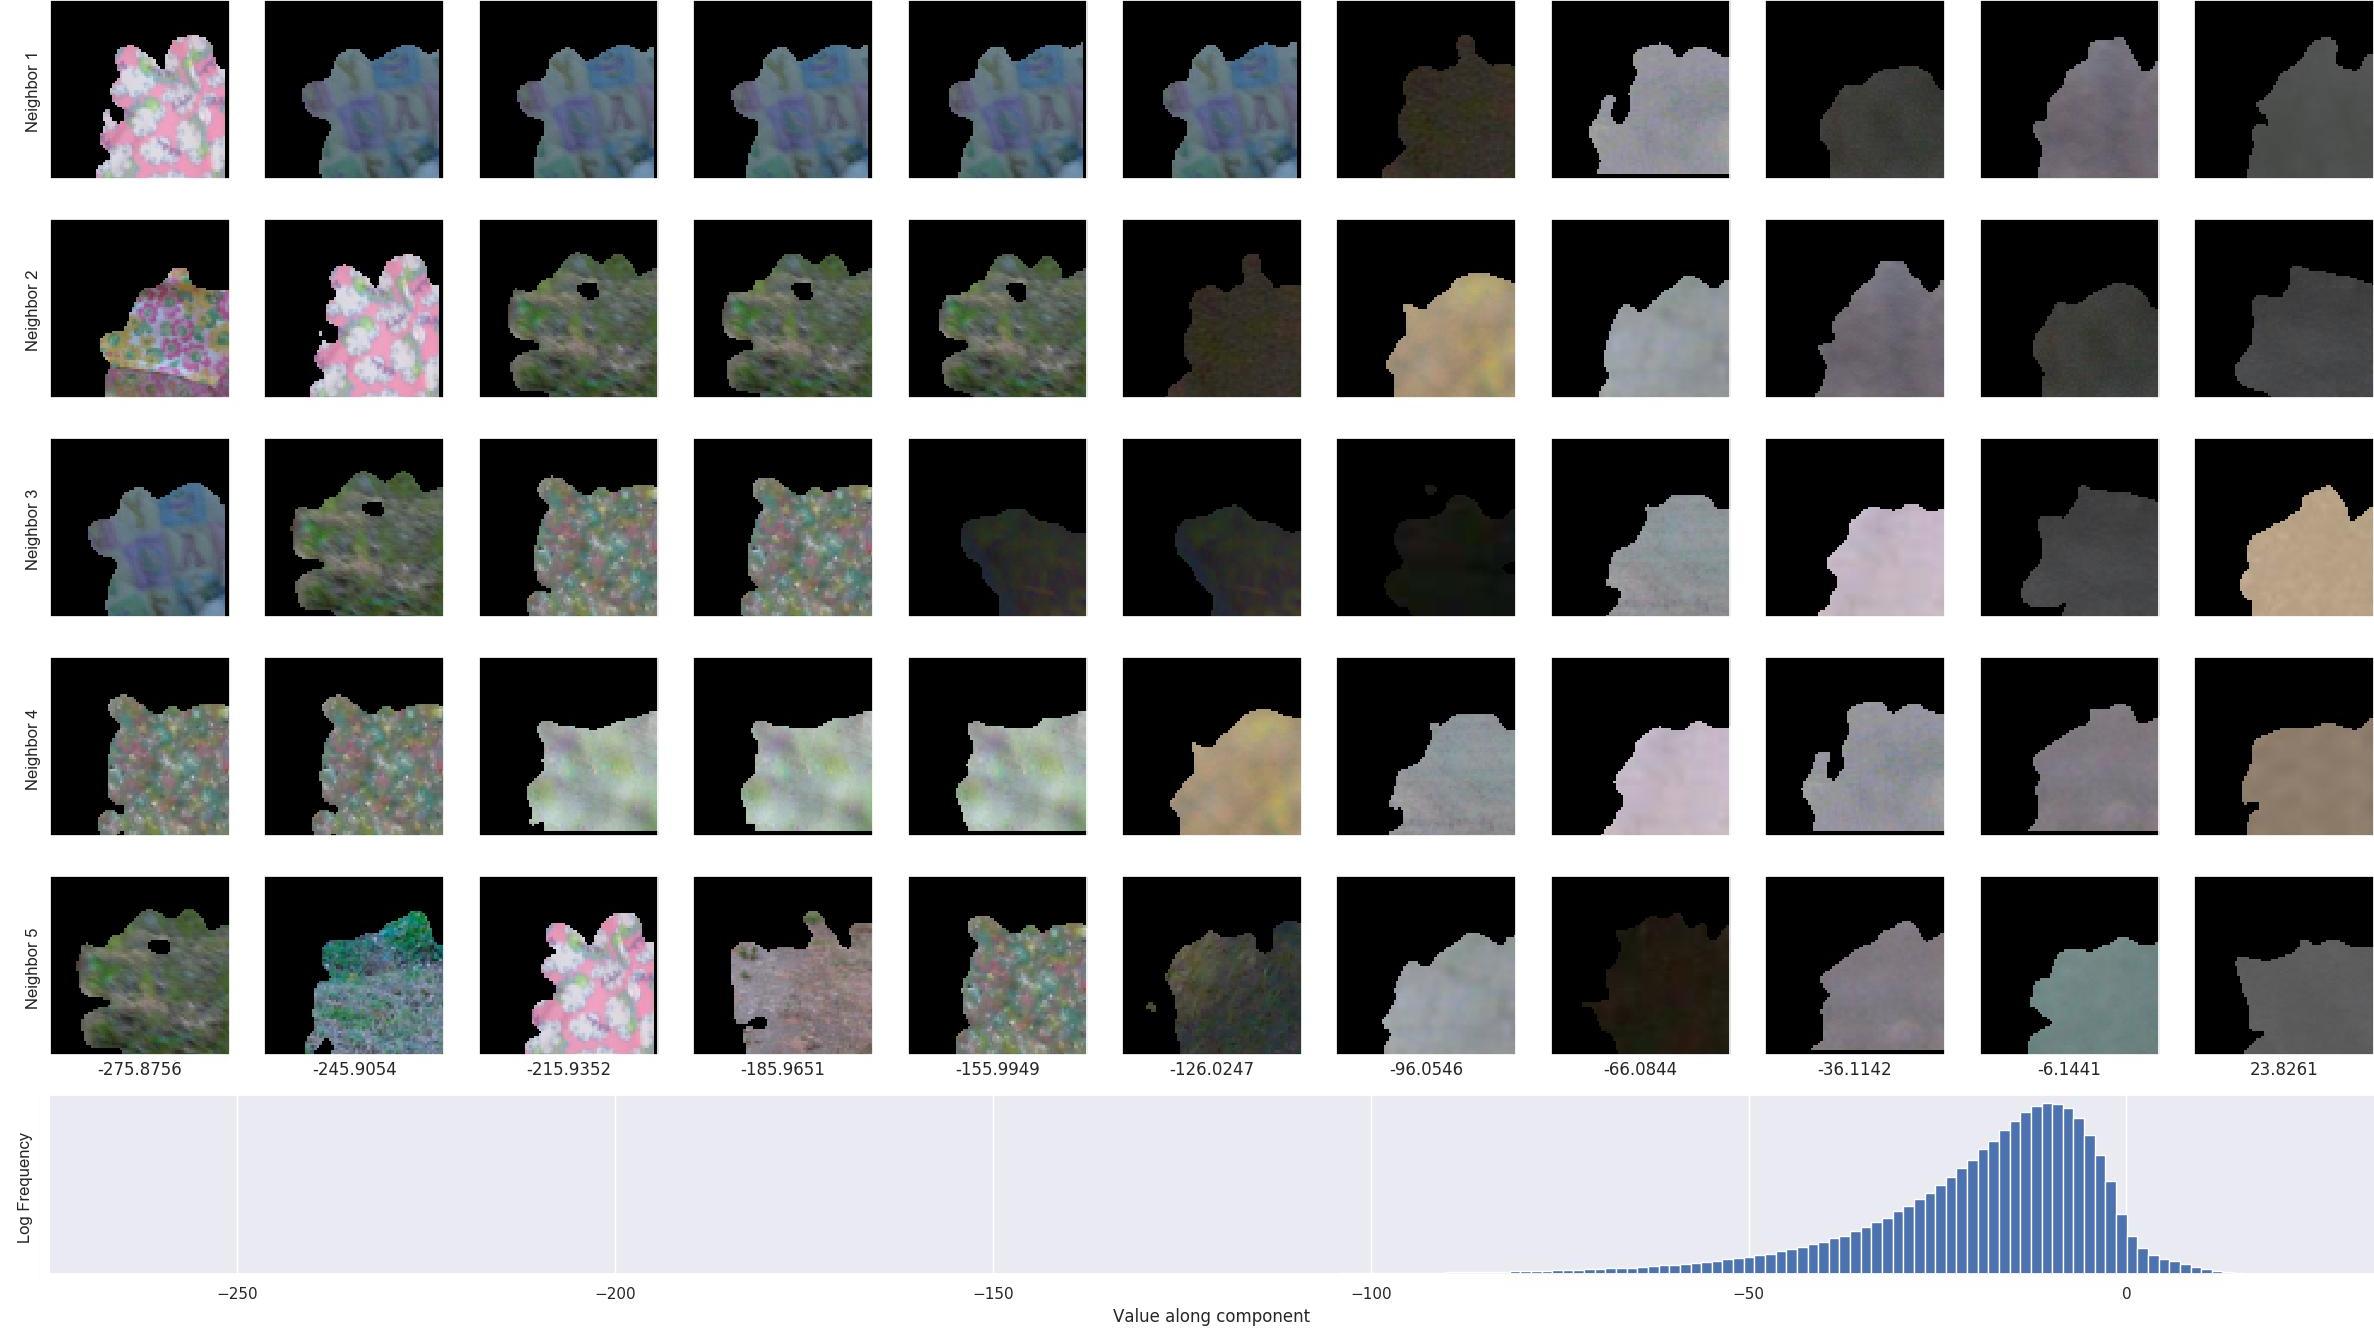 Neighbor 1
Neighbor 2
Neighbor 3
Neighbor 4
Neighbor 5
-275.8756 -245.9054 -215.9352 -185.9651 -155.9949 -126.0247 -96.0546 -66.0844 -36.1142 -6.1441 23.8261
Log Frequency
−250 −200 −150 −100 −50 0
Value along component